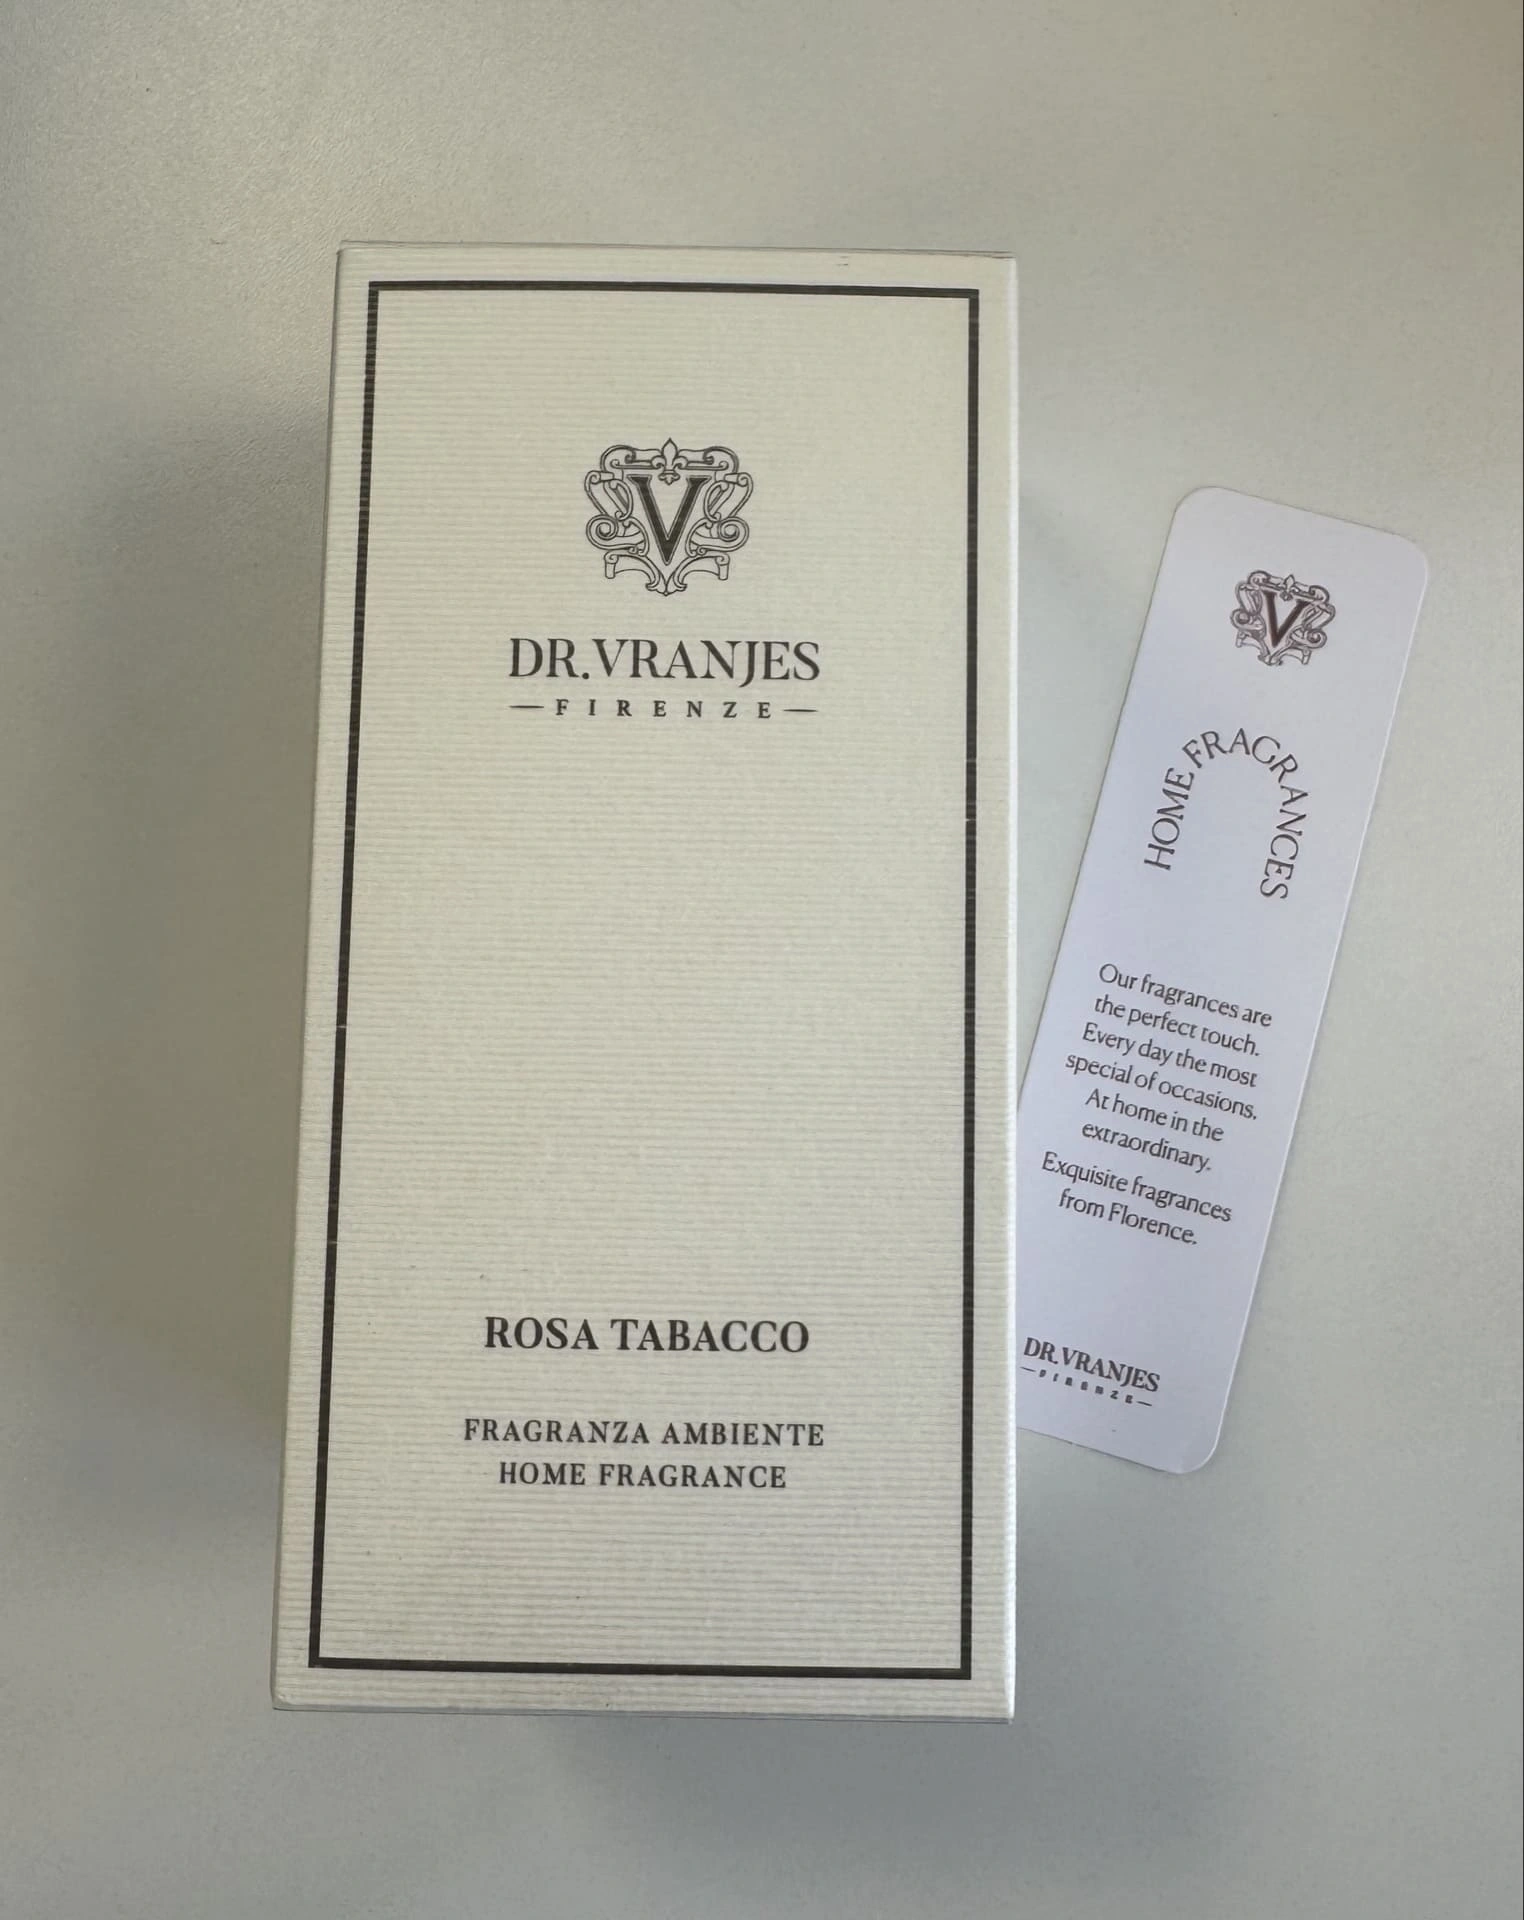 V
DR.VRANJES
FIRENZE
ROSA TABACCO
FRAGRANZA AMBIENTE
HOME FRAGRANCE
V
HOME FRAGRANCES
Our fragrances are
the perfect touch.
Every day the most
special of occasions.
At home in the
extraordinary.
Exquisite fragrances
from Florence.
DR.VRANJES
FIRENZE